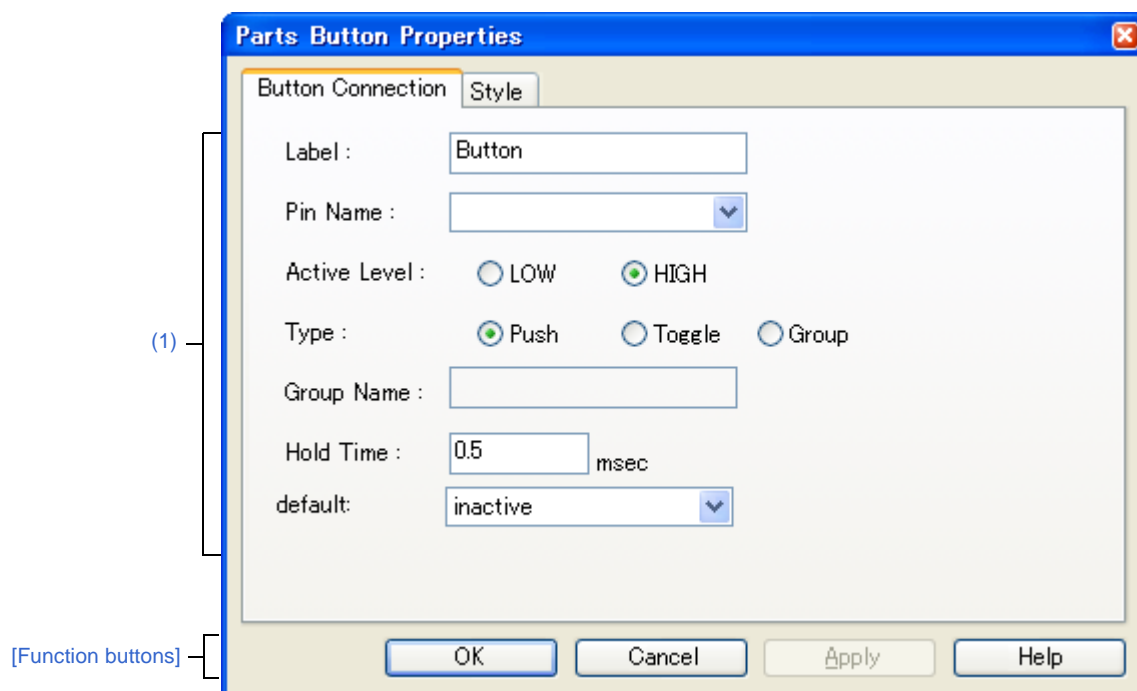 Parts Button Properties
Button Connection Style
Label : Button
Pin Name :
Active Level : LOW HIGH
(1) Type : Push Toggle Group
Group Name :
Hold Time : 0.5 msec
default: inactive
[Function buttons] OK Cancel Apply Help